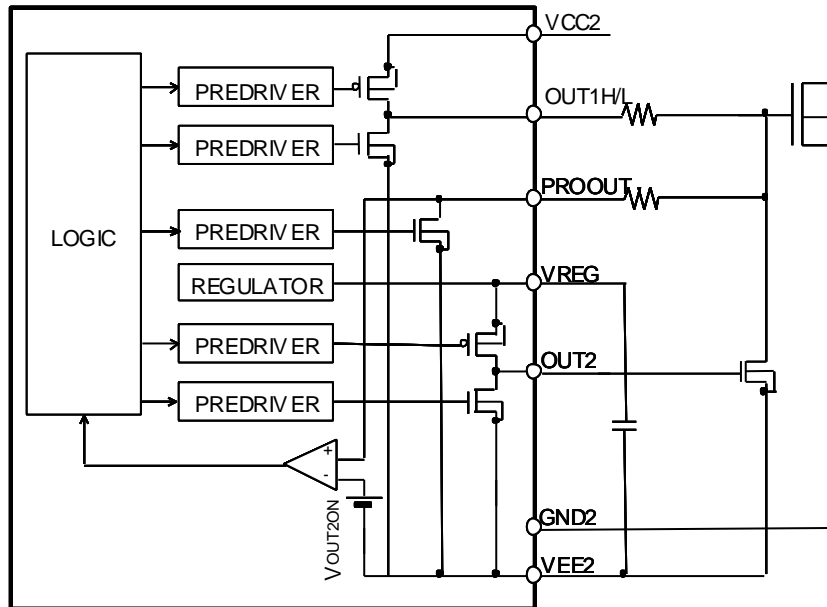 VCC2
PREDRIVER
OUT1H/L
PREDRIVER
PROOUT
LOGIC
PREDRIVER
REGULATOR
VREG
PREDRIVER
OUT2
PREDRIVER
+
-
VOUT2ON
GND2
VEE2